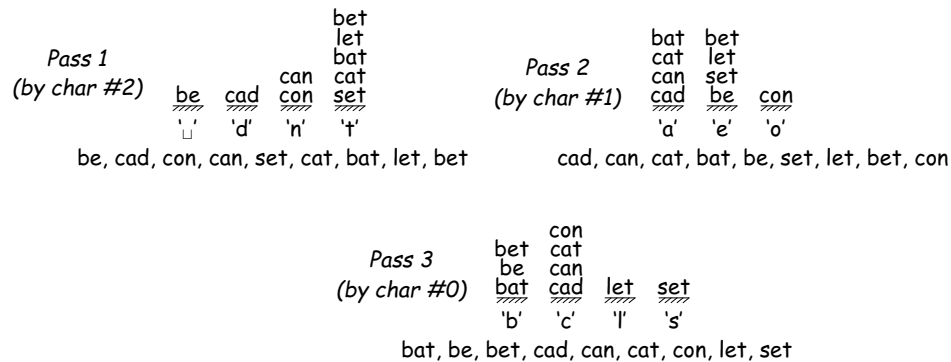 Pass 1
(by char #2)
bet
let
bat
can cat
be cad con set
‘␣’ ‘d’ ‘n’ ‘t’
be, cad, con, can, set, cat, bat, let, bet
Pass 2
(by char #1)
bat bet
cat let
can set
cad be con
‘a’ ‘e’ ‘o’
cad, can, cat, bat, be, set, let, bet, con
Pass 3
(by char #0)
con
bet cat
be can
bat cad let set
‘b’ ‘c’ ‘l’ ‘s’
bat, be, bet, cad, can, cat, con, let, set